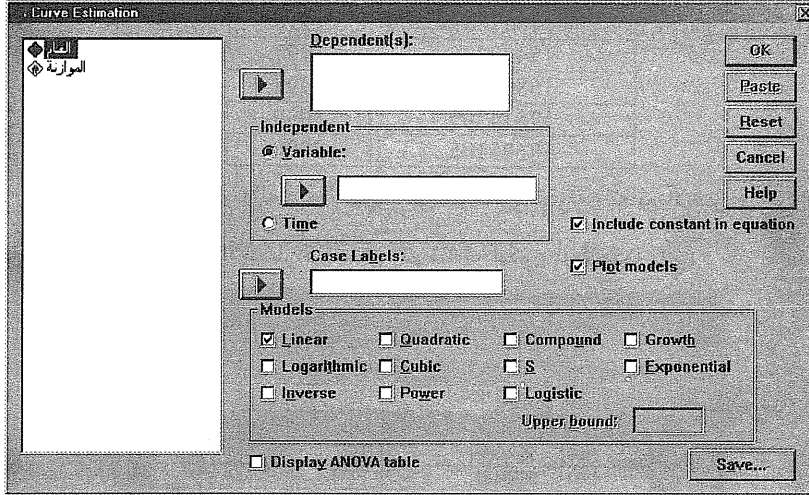 Curve Estimation
الموازنة
Dependent(s):
Independent
Variable:
Time
Case Labels:
OK
Paste
Reset
Cancel
Help
Include constant in equation
Plot models
Models
Linear Quadratic Compound Growth
Logarithmic Cubic S Exponential
Inverse Power Logistic
Upper bound:
Display ANOVA table
Save...